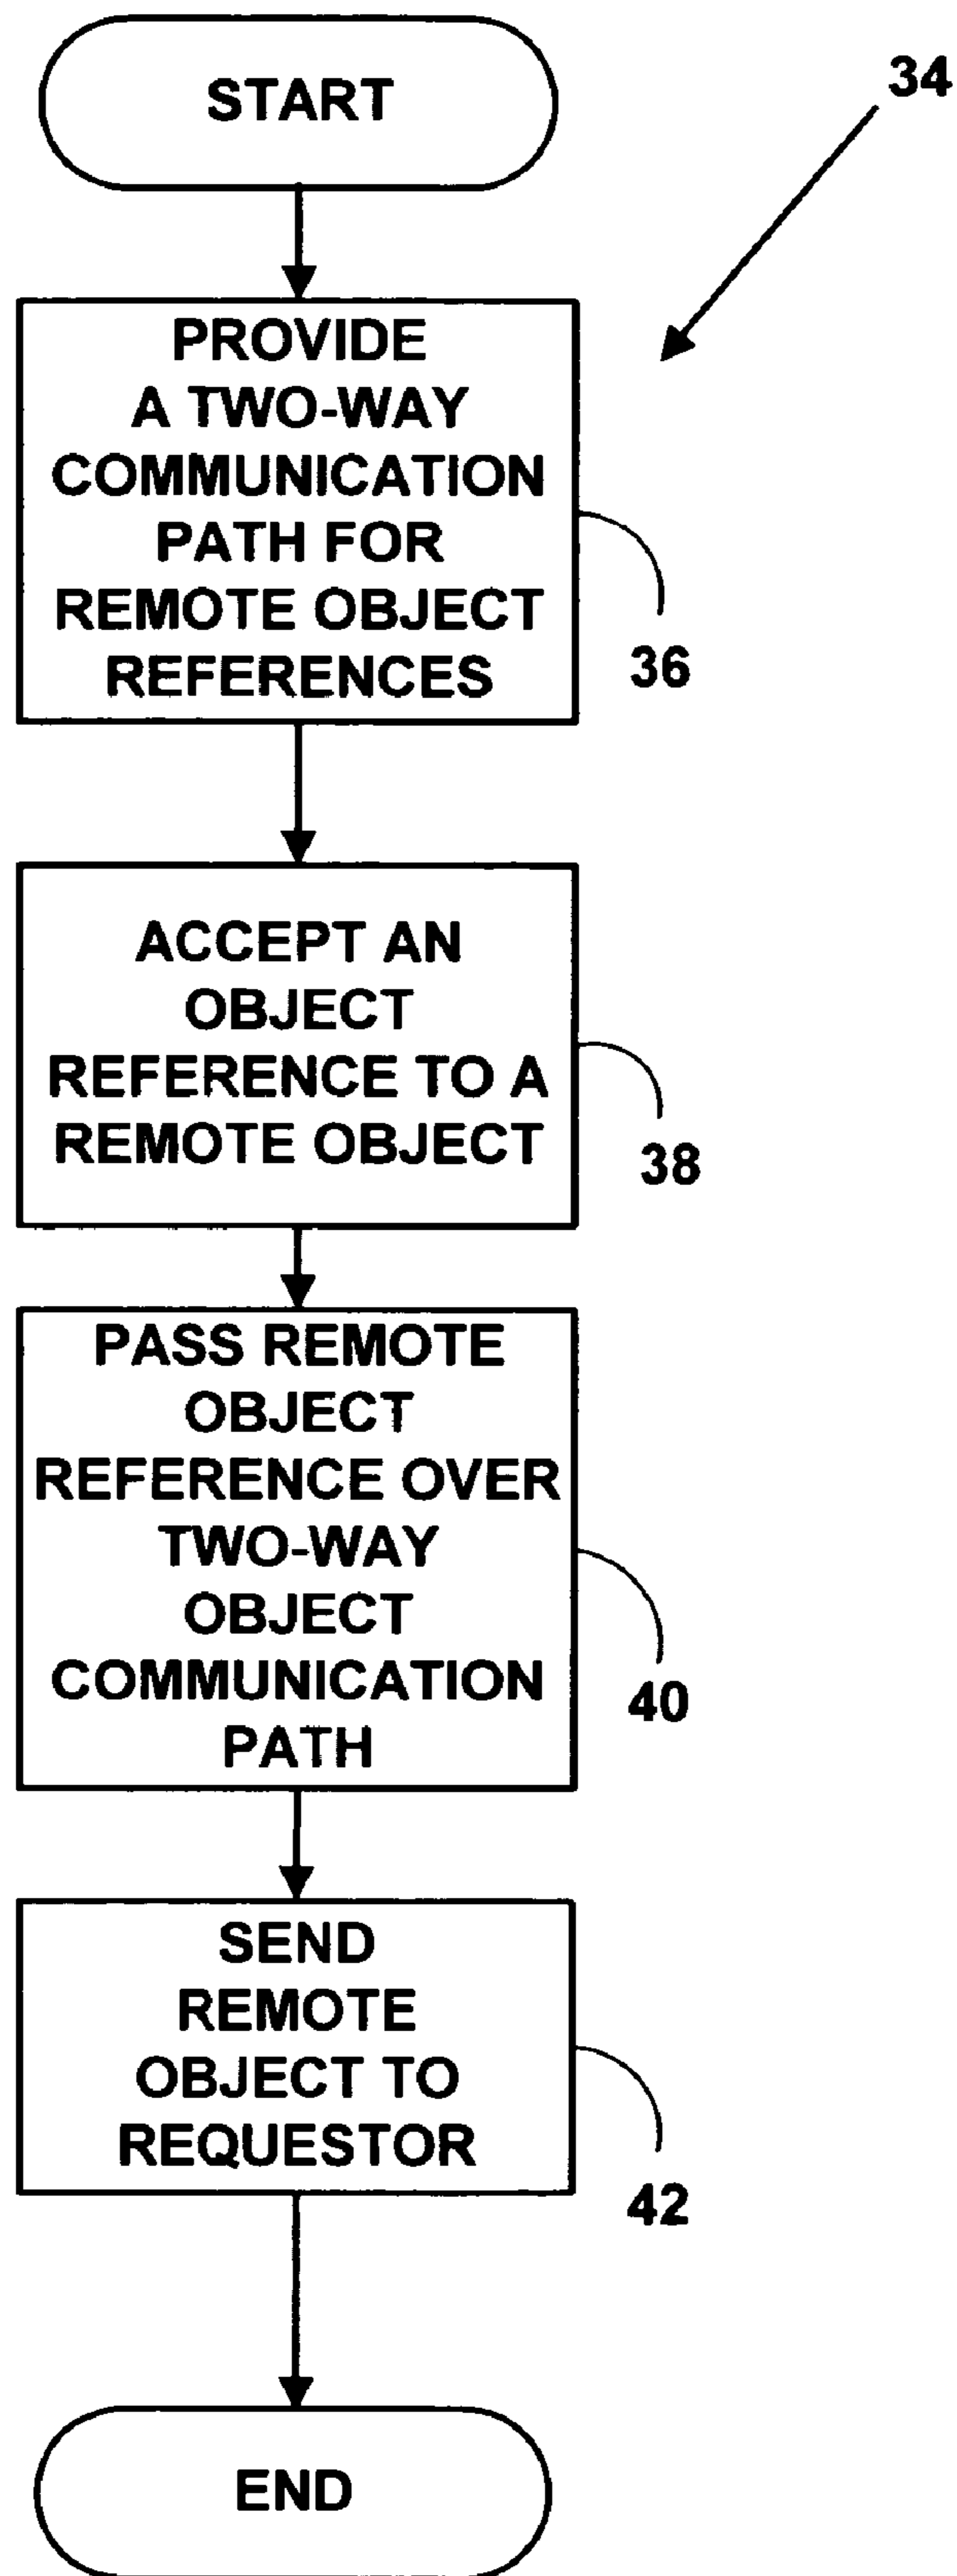 START
34
PROVIDE
A TWO-WAY
COMMUNICATION
PATH FOR
REMOTE OBJECT
REFERENCES
36
ACCEPT AN
OBJECT
REFERENCE TO A
REMOTE OBJECT
38
PASS REMOTE
OBJECT
REFERENCE OVER
TWO-WAY
OBJECT
COMMUNICATION
PATH
40
SEND
REMOTE
OBJECT TO
REQUESTOR
42
END